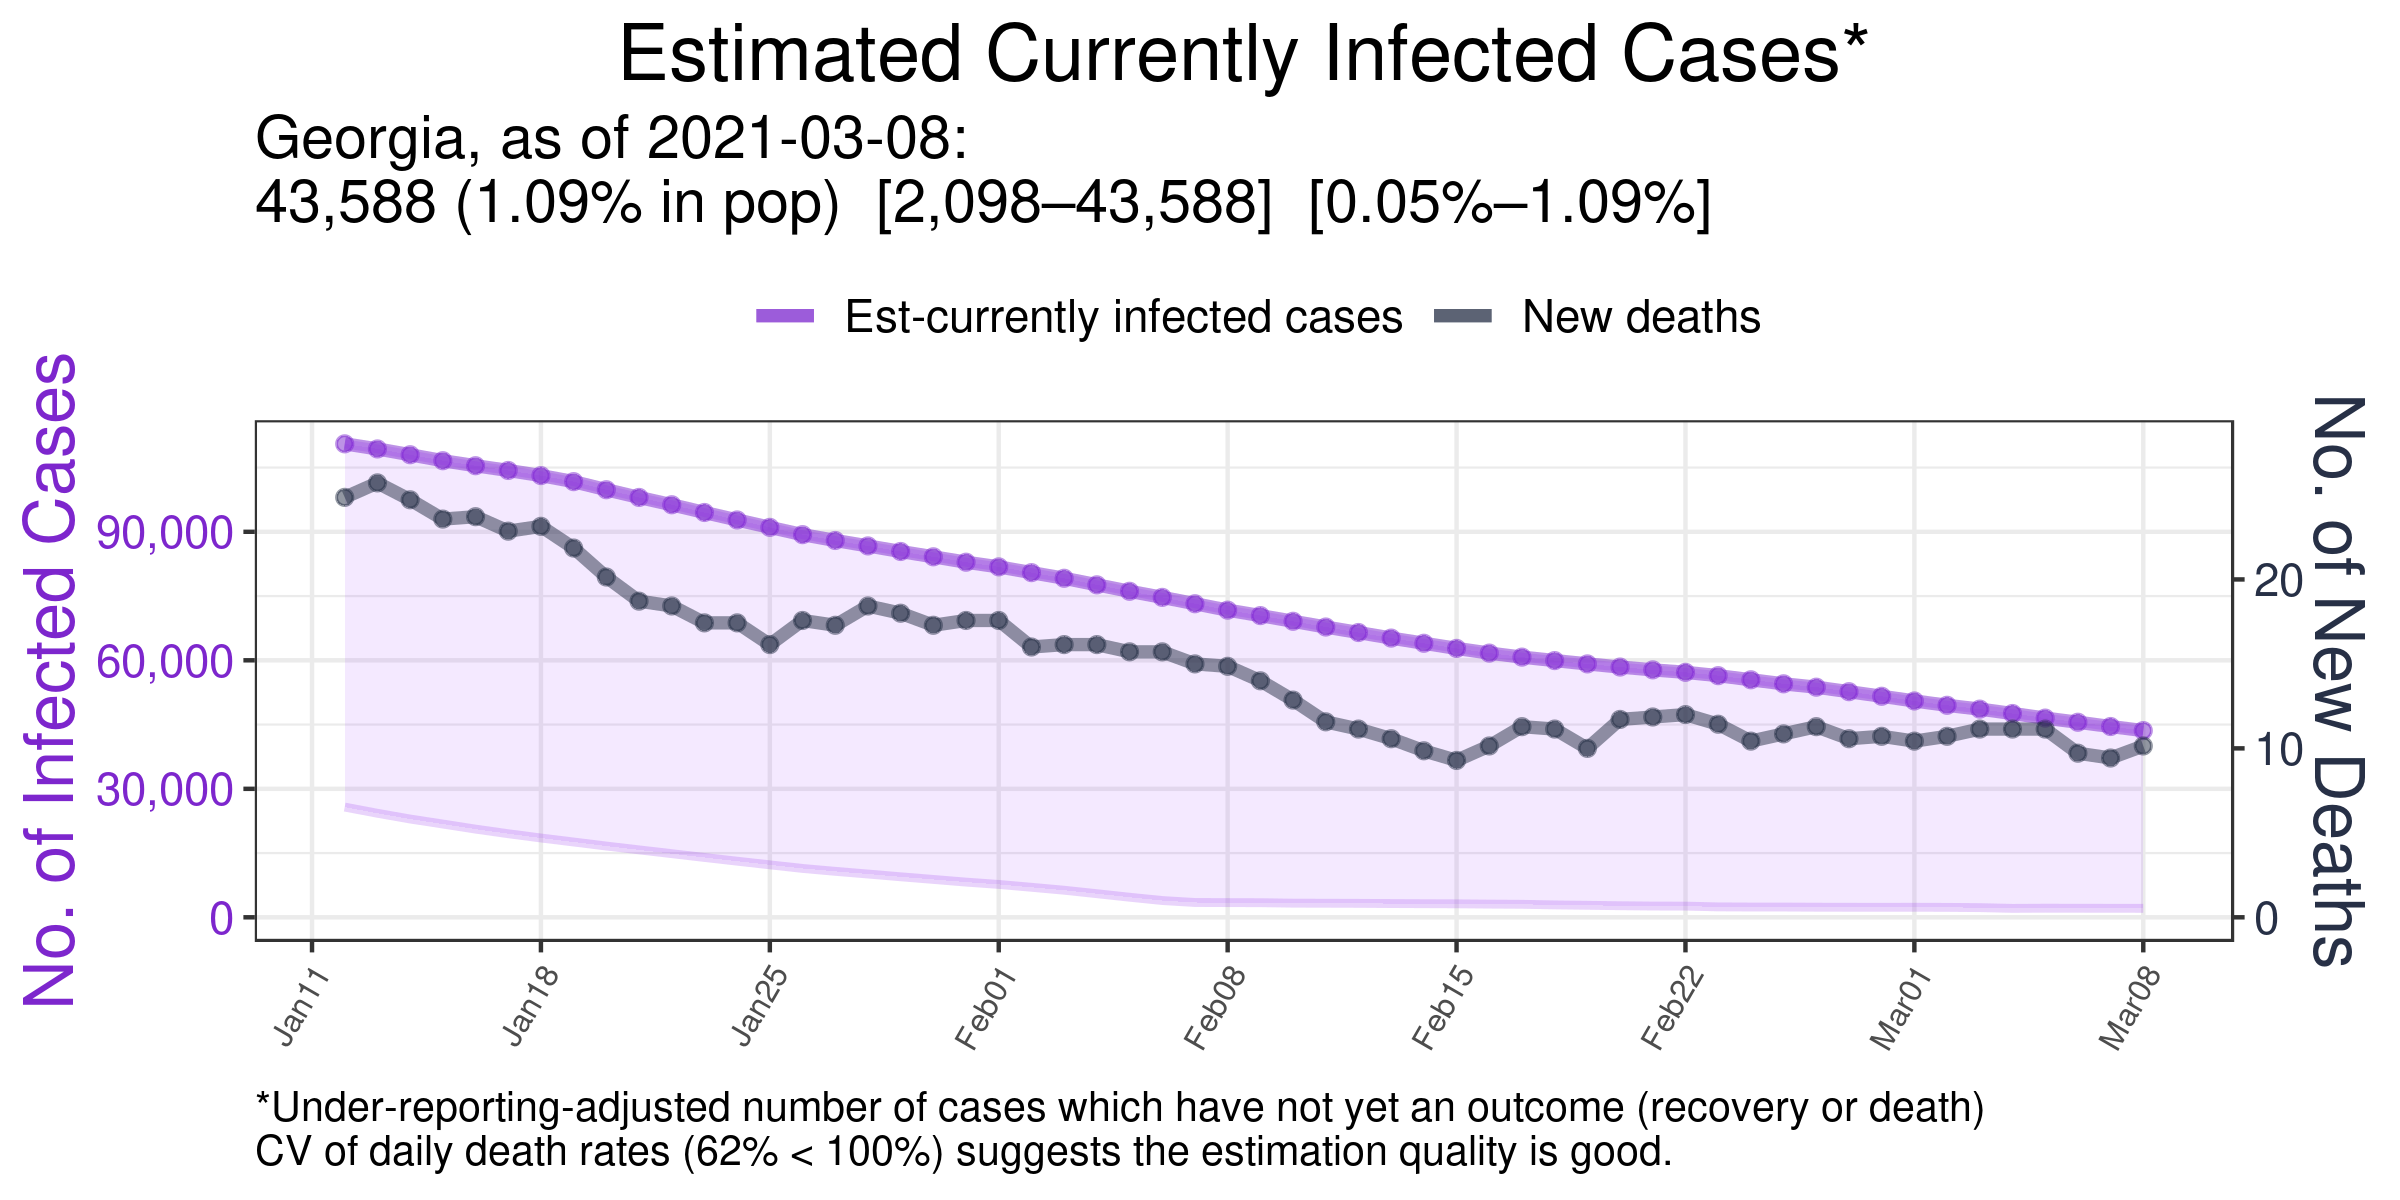 Estimated Currently Infected Cases*
Georgia, as of 2021-03-08:
43,588 (1.09% in pop)  [2,098–43,588]  [0.05%–1.09%]
Est-currently infected cases
New deaths
No. of Infected Cases
90,000
60,000
30,000
0
20
10
0
No. of New Deaths
Jan11
Jan18
Jan25
Feb01
Feb08
Feb15
Feb22
Mar01
Mar08
*Under-reporting-adjusted number of cases which have not yet an outcome (recovery or death)
CV of daily death rates (62% < 100%) suggests the estimation quality is good.